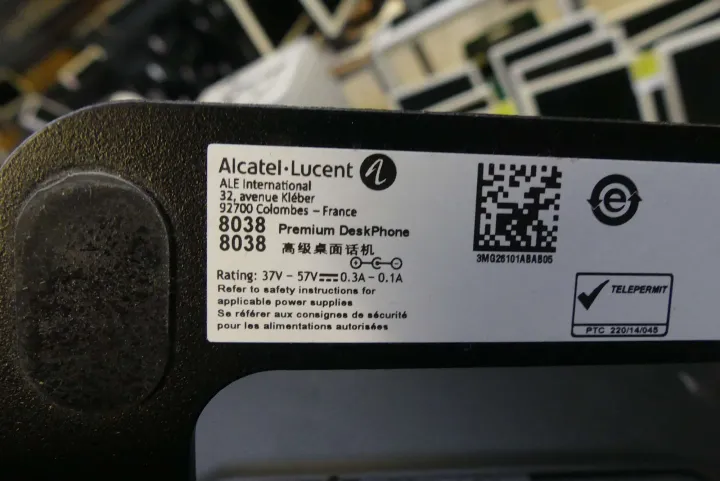 Alcatel·Lucent
ALE International
32, avenue Kléber
92700 Colombes – France
8038 Premium DeskPhone
8038 高级桌面话机
Rating: 37V – 57V⎓0.3A – 0.1A
Refer to safety instructions for
applicable power supplies
Se référer aux consignes de sécurité
pour les alimentations autorisées
3MG26101ABAB05
e
TELEPERMIT
PTC 220/14/045